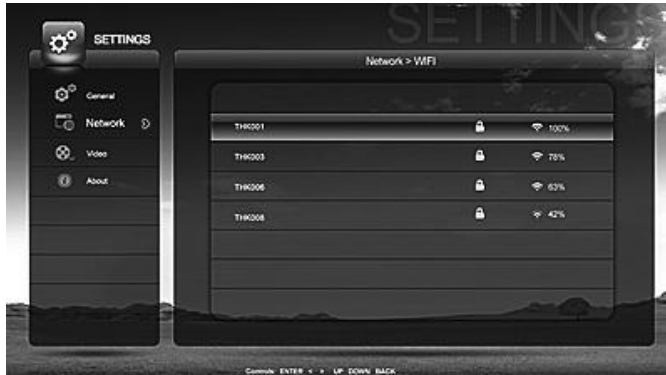 SETTINGS
SETTINGS
Network > WIFI
General
Network
Video
About
THK001 100%
THK003 78%
THK006 63%
THK008 42%
Controls: ENTER < > UP DOWN BACK